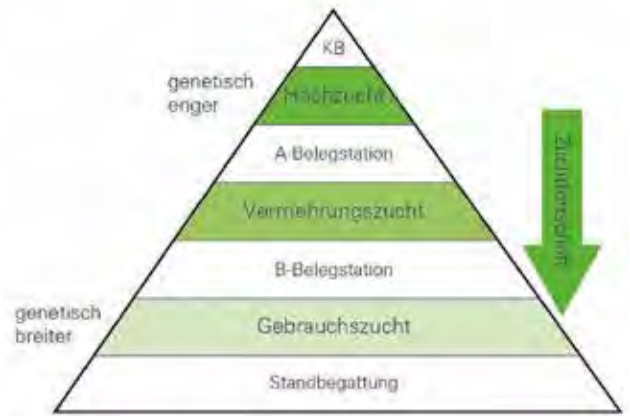 KB
genetisch
enger
Hochzucht
A-Belegstation
Vermehrungszucht
B-Belegstation
genetisch
breiter
Gebrauchszucht
Standbegattung
Zuchtfortschritt